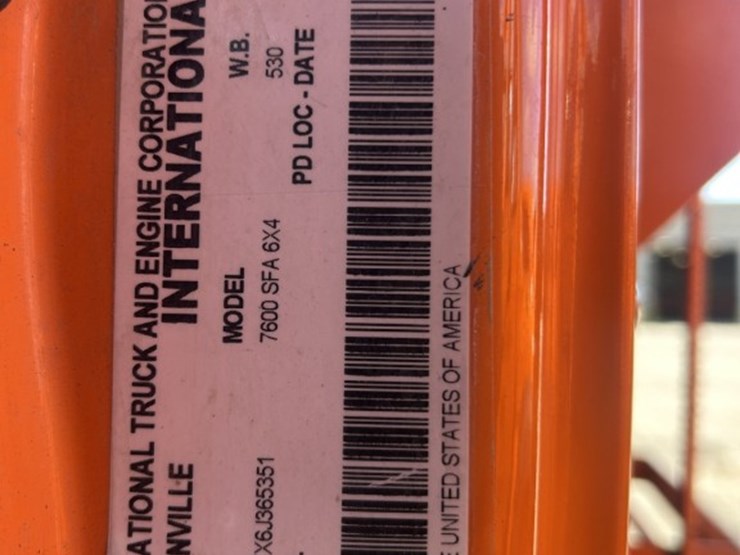 ATIONAL TRUCK AND ENGINE CORPORATIO
NVILLE INTERNATIONA
MODEL W.B.
X6J365351 7600 SFA 6X4 530
PD LOC - DATE
UNITED STATES OF AMERICA